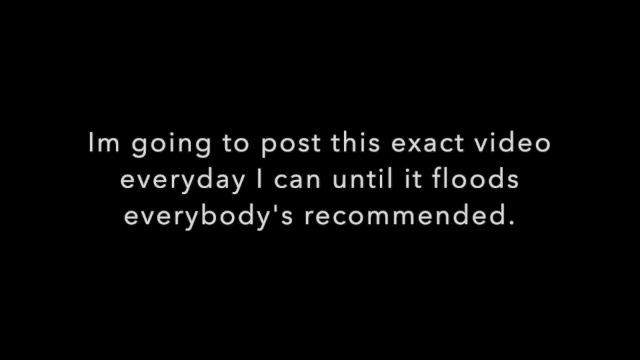 Im going to post this exact video
everyday I can until it floods
everybody's recommended.